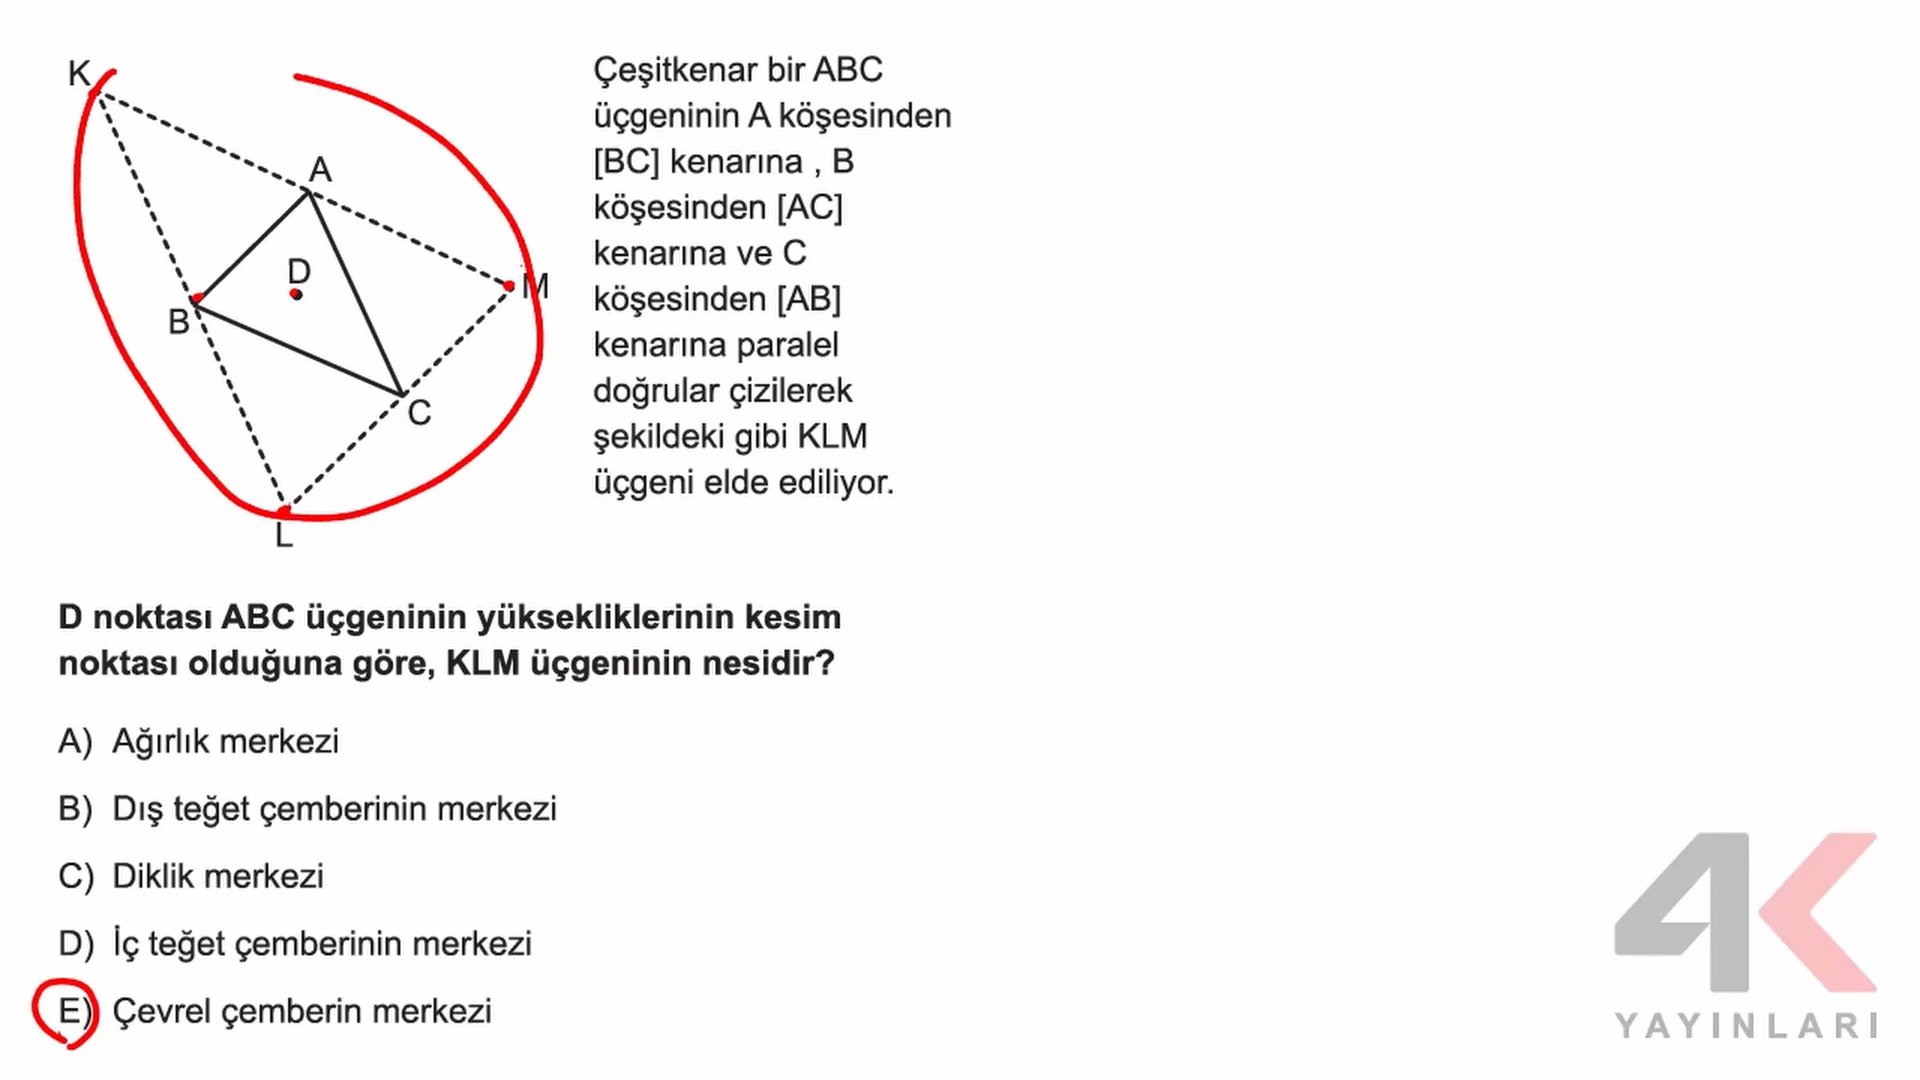 K
A
D
B
M
C
L
Çeşitkenar bir ABC
üçgeninin A köşesinden
[BC] kenarına , B
köşesinden [AC]
kenarına ve C
köşesinden [AB]
kenarına paralel
doğrular çizilerek
şekildeki gibi KLM
üçgeni elde ediliyor.
D noktası ABC üçgeninin yüksekliklerinin kesim
noktası olduğuna göre, KLM üçgeninin nesidir?
A) Ağırlık merkezi
B) Dış teğet çemberinin merkezi
C) Diklik merkezi
D) İç teğet çemberinin merkezi
E) Çevrel çemberin merkezi
4K
YAYINLARI